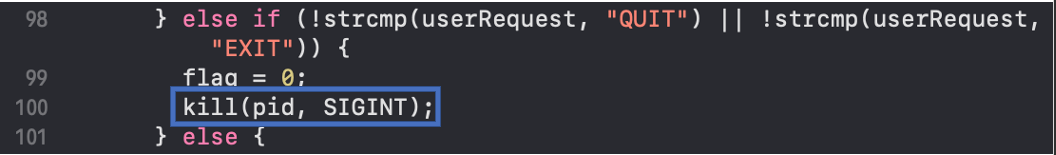 98 } else if (!strcmp(userRequest, "QUIT") || !strcmp(userRequest,
"EXIT")) {
99 flag = 0;
100 kill(pid, SIGINT);
101 } else {